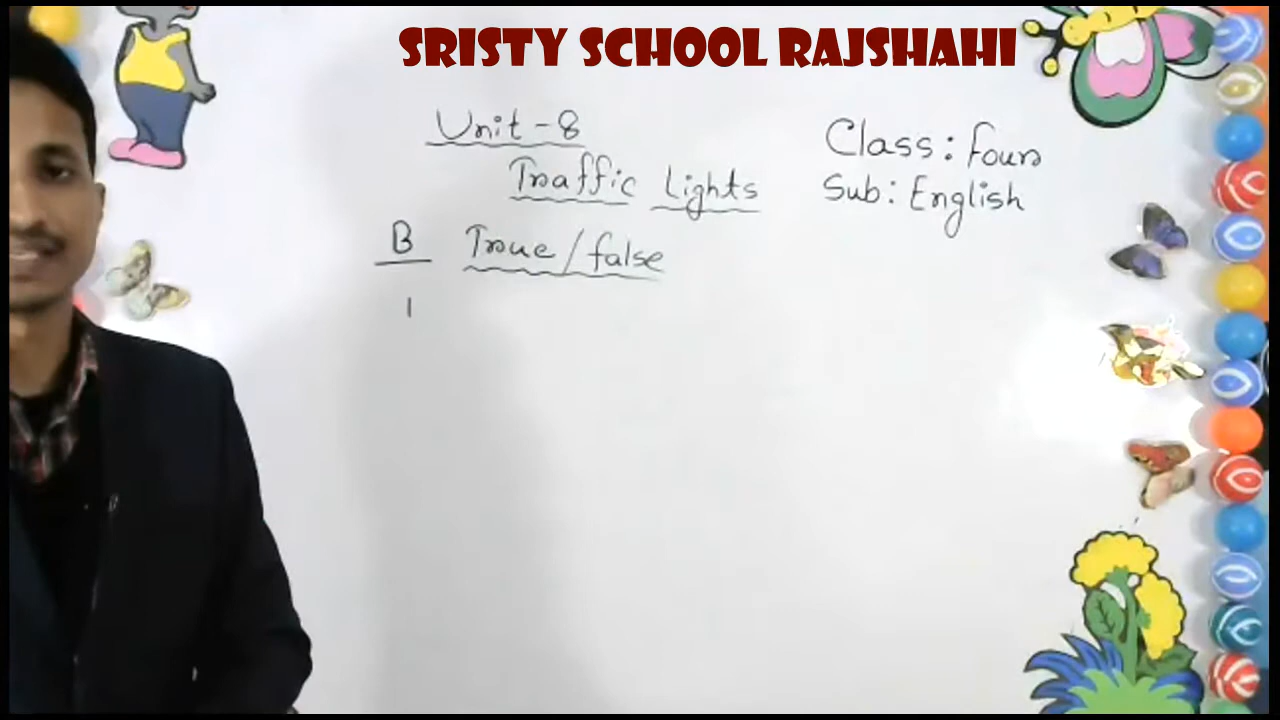 SRISTY SCHOOL RAJSHAHI
Unit-8
Traffic Lights
Class: Four
Sub: English
B True/false
1